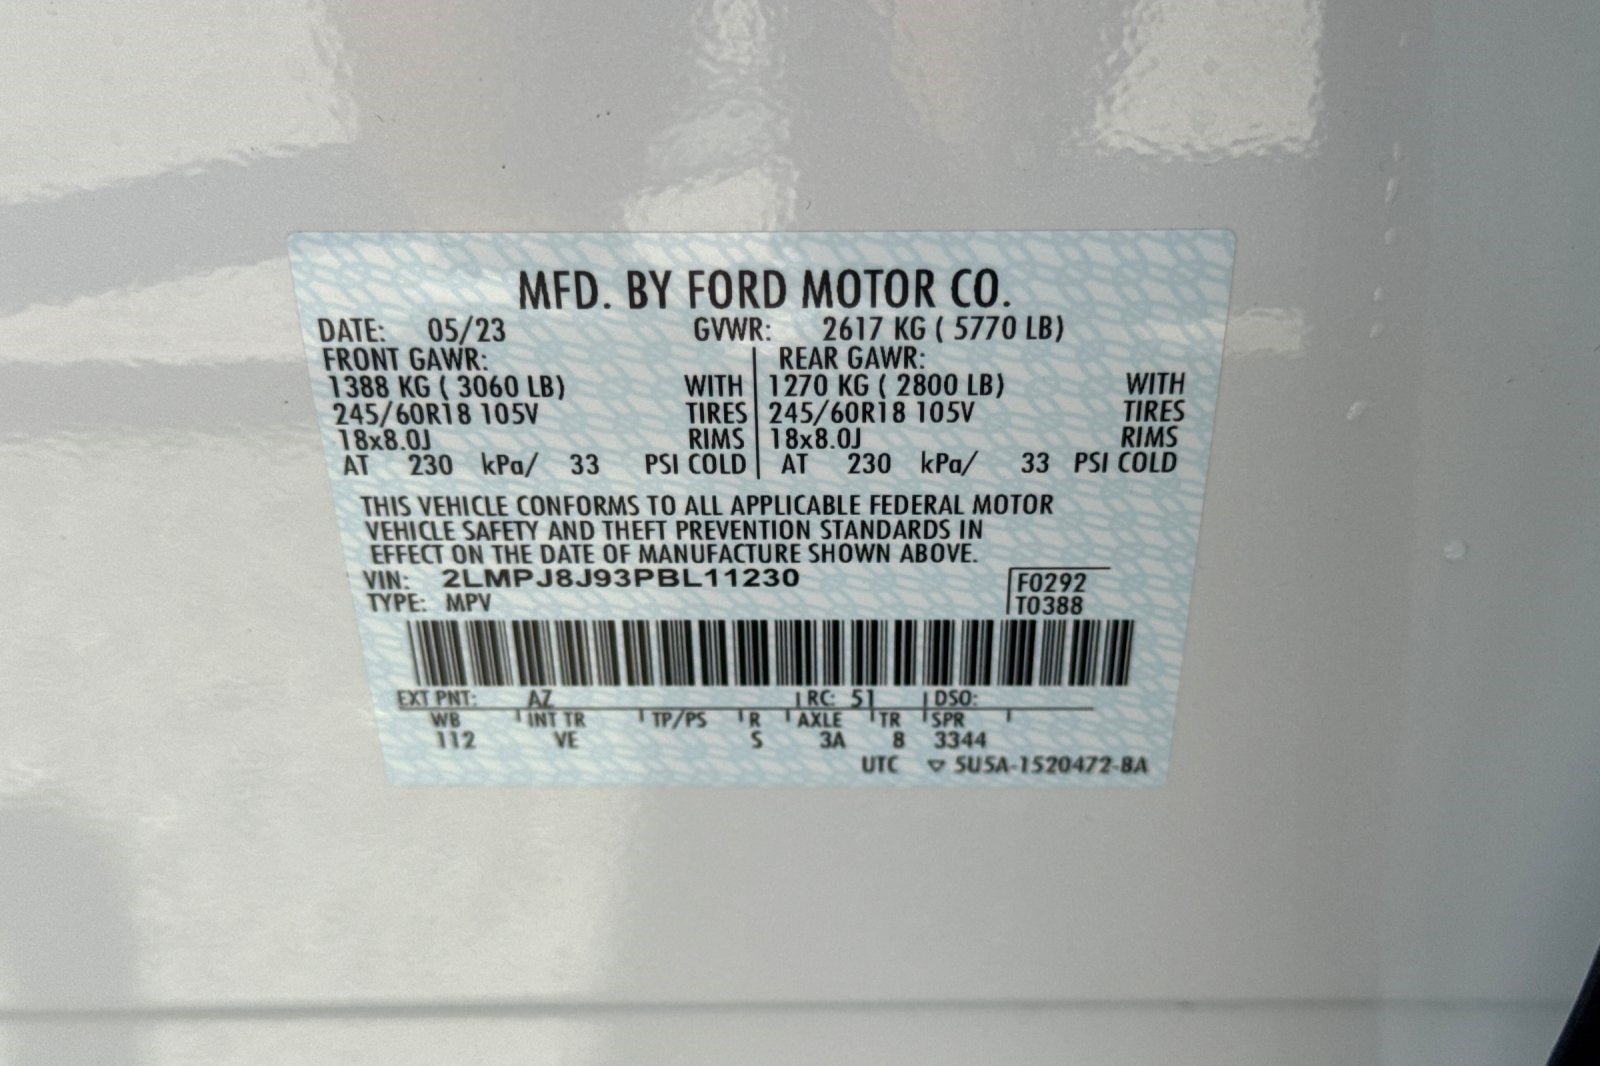 MFD. BY FORD MOTOR CO.
DATE: 05/23 GVWR: 2617 KG ( 5770 LB)
FRONT GAWR: REAR GAWR:
1388 KG ( 3060 LB) WITH 1270 KG ( 2800 LB) WITH
245/60R18 105V TIRES 245/60R18 105V TIRES
18x8.0J RIMS 18x8.0J RIMS
AT 230 kPa/ 33 PSI COLD AT 230 kPa/ 33 PSI COLD
THIS VEHICLE CONFORMS TO ALL APPLICABLE FEDERAL MOTOR
VEHICLE SAFETY AND THEFT PREVENTION STANDARDS IN
EFFECT ON THE DATE OF MANUFACTURE SHOWN ABOVE.
VIN: 2LMPJ8J93PBL11230 F0292
TYPE: MPV T0388
EXT PNT: AZ RC: 51 DSO:
WB INT TR TP/PS R AXLE TR SPR
112 VE S 3A 8 3344
UTC ▽ 5U5A-1520472-BA